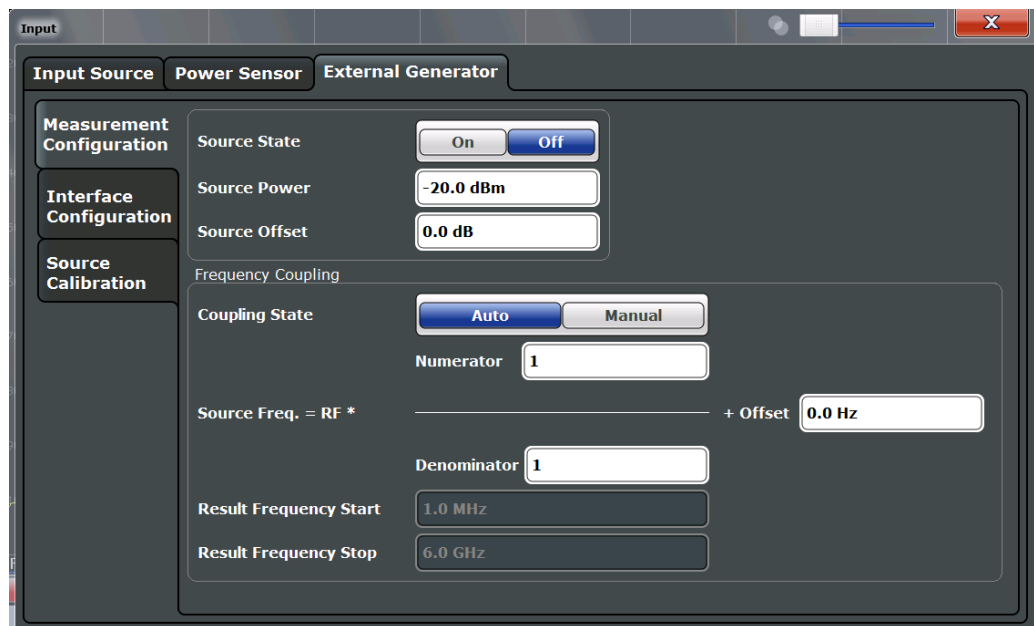 Input
X
Input Source
Power Sensor
External Generator
Measurement
Configuration
Interface
Configuration
Source
Calibration
Source State
On
Off
Source Power
-20.0 dBm
Source Offset
0.0 dB
Frequency Coupling
Coupling State
Auto
Manual
Numerator
1
Source Freq. = RF *
+ Offset
0.0 Hz
Denominator
1
Result Frequency Start
1.0 MHz
Result Frequency Stop
6.0 GHz